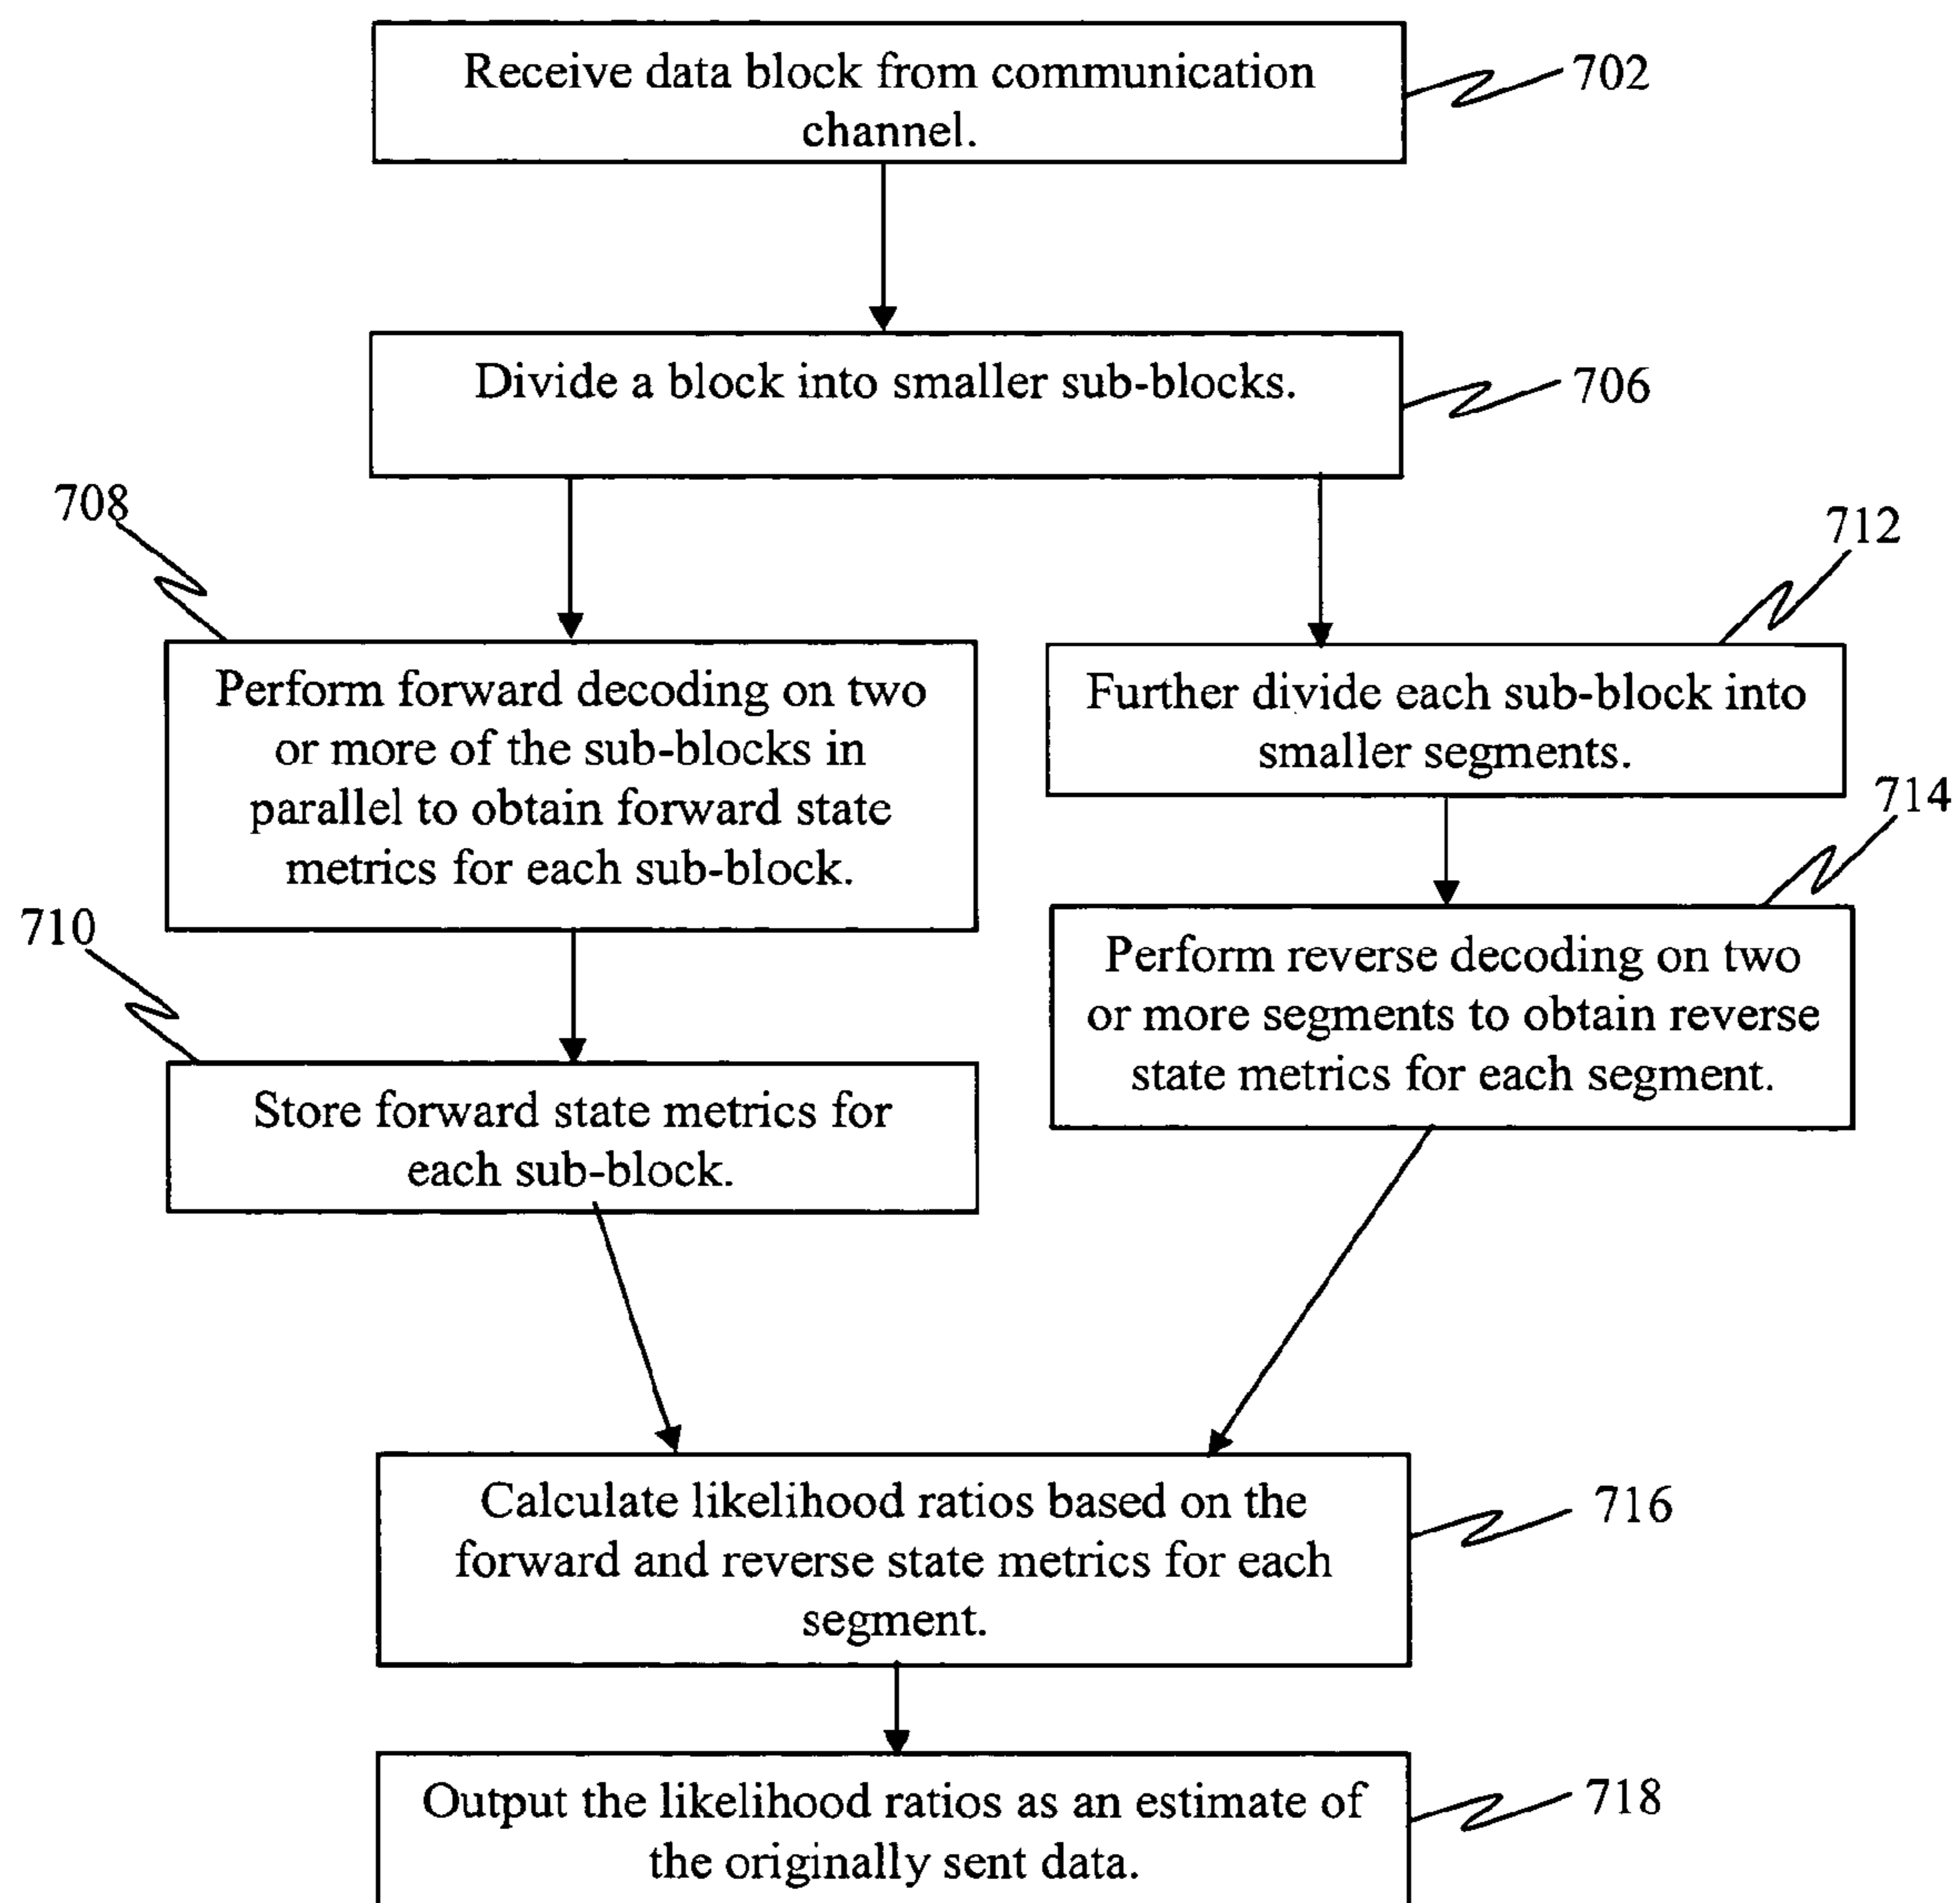 Receive data block from communication
channel.
702
Divide a block into smaller sub-blocks.
706
708
712
Perform forward decoding on two
or more of the sub-blocks in
parallel to obtain forward state
metrics for each sub-block.
Further divide each sub-block into
smaller segments.
714
710
Perform reverse decoding on two
or more segments to obtain reverse
state metrics for each segment.
Store forward state metrics for
each sub-block.
Calculate likelihood ratios based on the
forward and reverse state metrics for each
segment.
716
Output the likelihood ratios as an estimate of
the originally sent data.
718